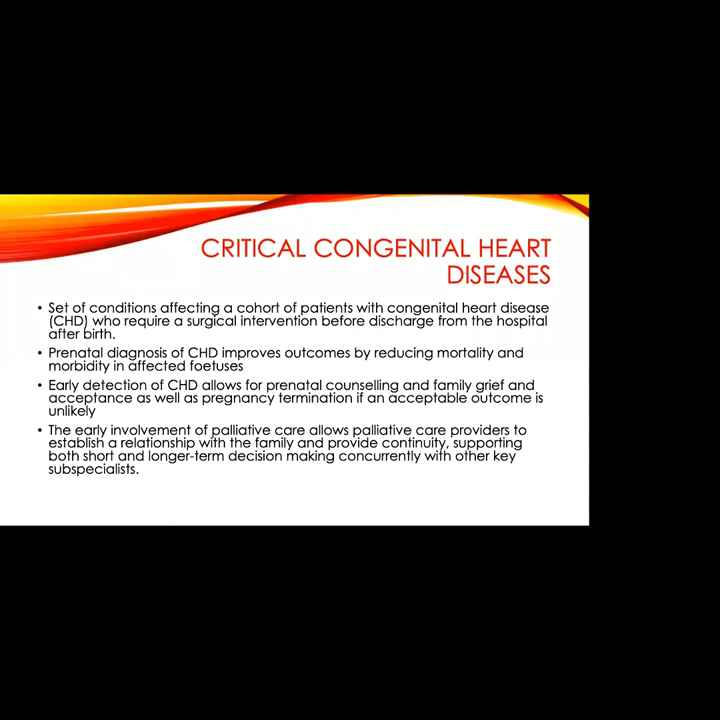 CRITICAL CONGENITAL HEART
DISEASES
• Set of conditions affecting a cohort of patients with congenital heart disease
(CHD) who require a surgical intervention before discharge from the hospital
after birth.
• Prenatal diagnosis of CHD improves outcomes by reducing mortality and
morbidity in affected foetuses
• Early detection of CHD allows for prenatal counselling and family grief and
acceptance as well as pregnancy termination if an acceptable outcome is
unlikely
• The early involvement of palliative care allows palliative care providers to
establish a relationship with the family and provide continuity, supporting
both short and longer-term decision making concurrently with other key
subspecialists.